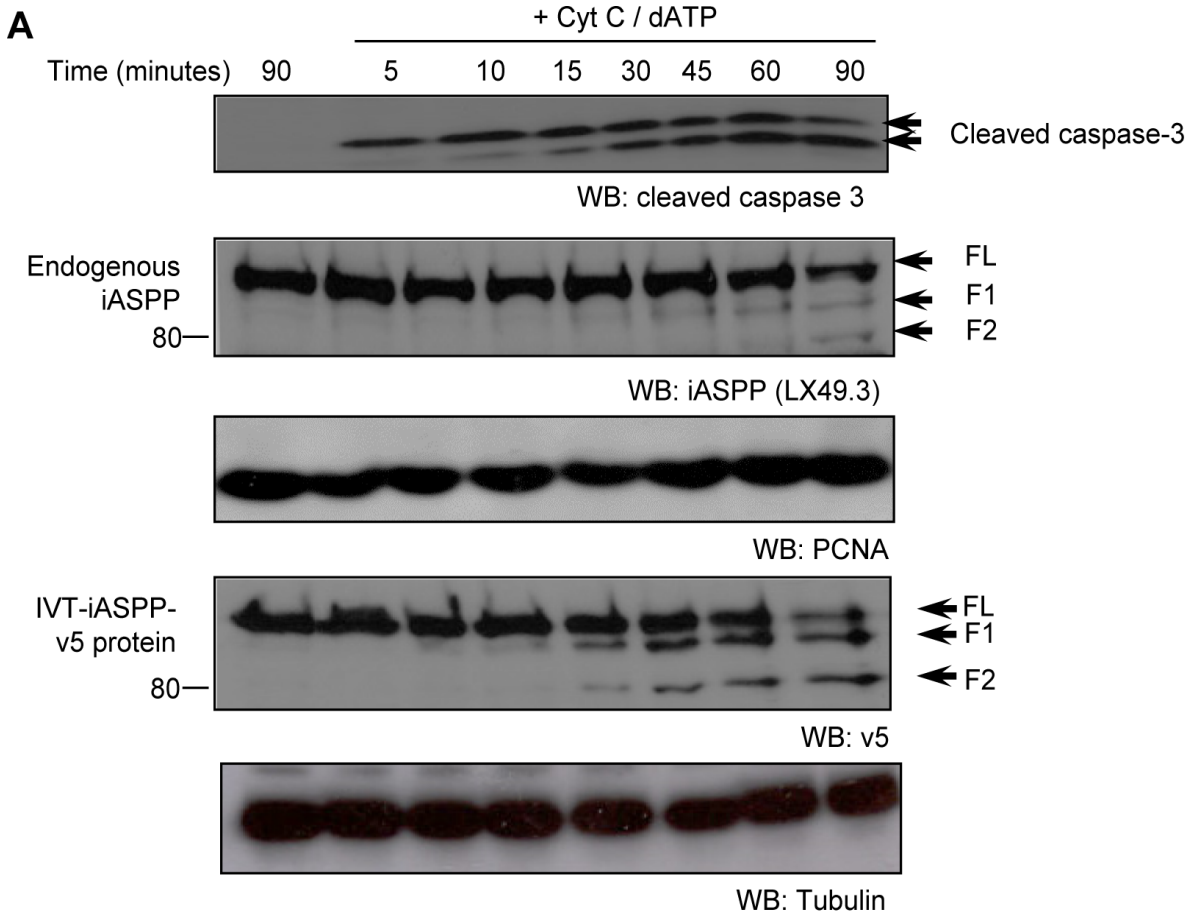 A
+ Cyt C / dATP
Time (minutes) 90 5 10 15 30 45 60 90
Cleaved caspase-3
WB: cleaved caspase 3
Endogenous
iASPP
FL
F1
F2
80
WB: iASPP (LX49.3)
WB: PCNA
IVT-iASPP-
v5 protein
FL
F1
F2
80
WB: v5
WB: Tubulin